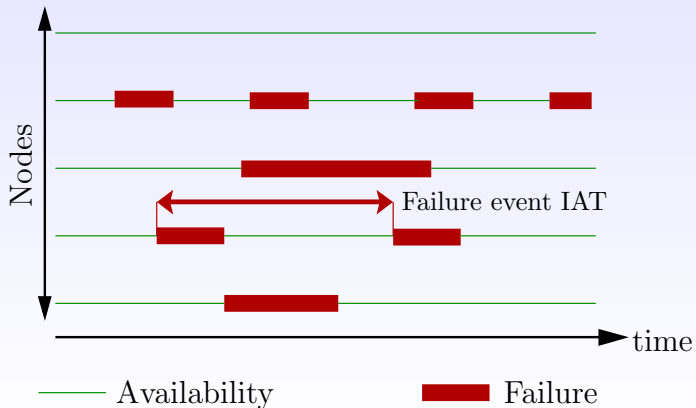 Nodes
Failure event IAT
time
Availability
Failure